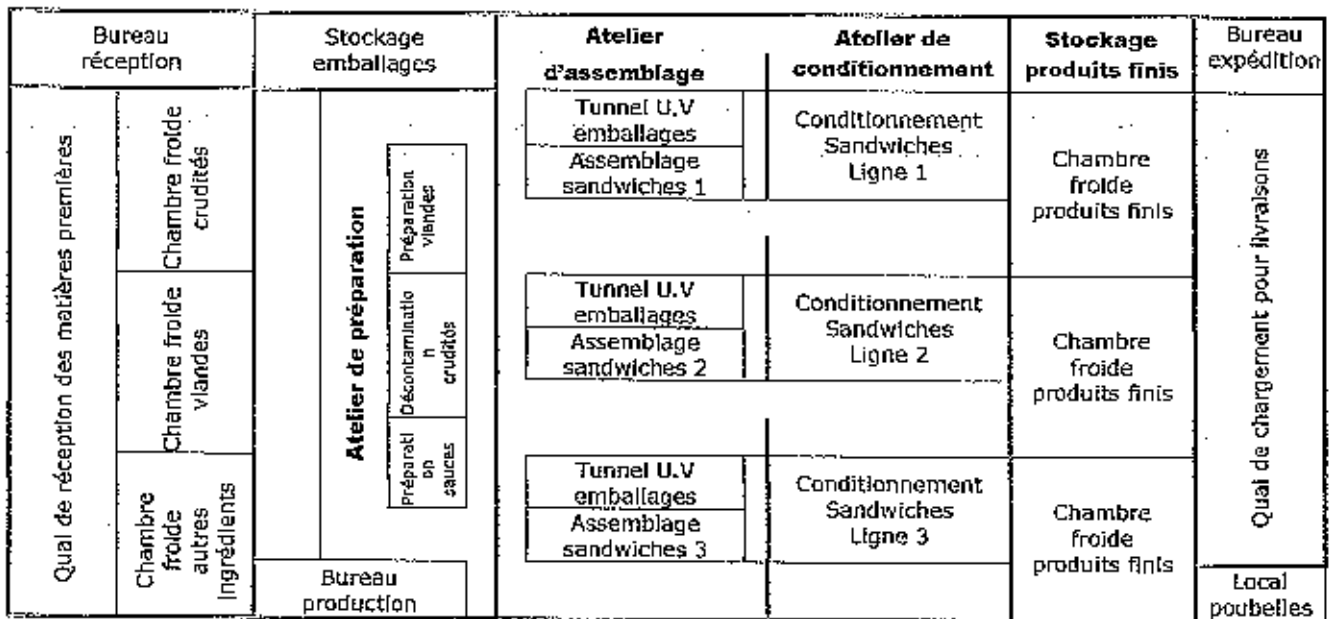 Bureau
réception
Stockage
emballages
Atelier
d'assemblage
Atelier de
conditionnement
Stockage
produits finis
Bureau
expédition
Quai de réception des matières premières
Chambre froide
crudités
Chambre froide
viandes
Chambre
froide
autres
ingrédients
Atelier de préparation
Préparation
viandes
Décontaminatio
n
crudités
Préparati
on
sauces
Bureau
production
Tunnel U.V
emballages
Assemblage
sandwiches 1
Tunnel U.V
emballages
Assemblage
sandwiches 2
Tunnel U.V
emballages
Assemblage
sandwiches 3
Conditionnement
Sandwiches
Ligne 1
Conditionnement
Sandwiches
Ligne 2
Conditionnement
Sandwiches
Ligne 3
Chambre
froide
produits finis
Chambre
froide
produits finis
Chambre
froide
produits finis
Quai de chargement pour livraisons
Local
poubelles